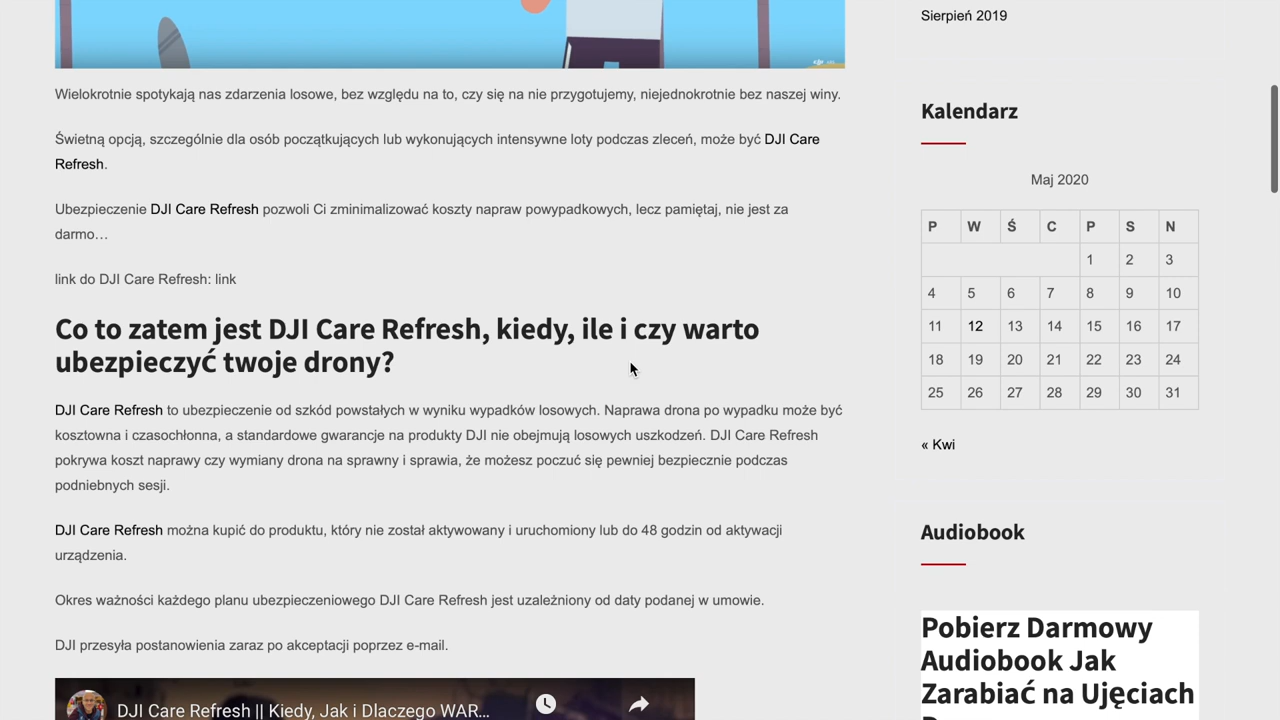 Wielokrotnie spotykają nas zdarzenia losowe, bez względu na to, czy się na nie przygotujemy, niejednokrotnie bez naszej winy.
Świetną opcją, szczególnie dla osób początkujących lub wykonujących intensywne loty podczas zleceń, może być DJI Care
Refresh.
Ubezpieczenie DJI Care Refresh pozwoli Ci zminimalizować koszty napraw powypadkowych, lecz pamiętaj, nie jest za
darmo…
link do DJI Care Refresh: link
Co to zatem jest DJI Care Refresh, kiedy, ile i czy warto
ubezpieczyć twoje drony?
DJI Care Refresh to ubezpieczenie od szkód powstałych w wyniku wypadków losowych. Naprawa drona po wypadku może być
kosztowna i czasochłonna, a standardowe gwarancje na produkty DJI nie obejmują losowych uszkodzeń. DJI Care Refresh
pokrywa koszt naprawy czy wymiany drona na sprawny i sprawia, że możesz poczuć się pewniej bezpiecznie podczas
podniebnych sesji.
DJI Care Refresh można kupić do produktu, który nie został aktywowany i uruchomiony lub do 48 godzin od aktywacji
urządzenia.
Okres ważności każdego planu ubezpieczeniowego DJI Care Refresh jest uzależniony od daty podanej w umowie.
DJI przesyła postanowienia zaraz po akceptacji poprzez e-mail.
DJI Care Refresh || Kiedy, Jak i Dlaczego WAR...
Sierpień 2019
Kalendarz
Maj 2020
P W Ś C P S N
1 2 3
4 5 6 7 8 9 10
11 12 13 14 15 16 17
18 19 20 21 22 23 24
25 26 27 28 29 30 31
« Kwi
Audiobook
Pobierz Darmowy
Audiobook Jak
Zarabiać na Ujęciach